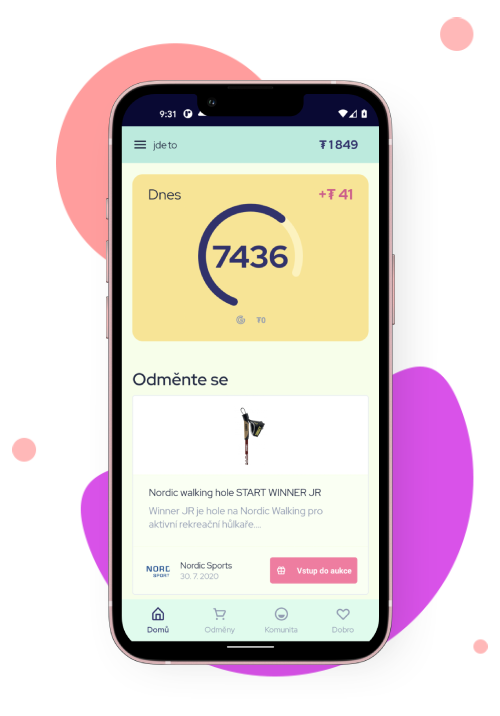 9:31
jde to
₮ 1849
Dnes
+₮ 41
7436
₮0
Odměnte se
Nordic walking hole START WINNER JR
Winner JR je hole na Nordic Walking pro
aktivní rekreační hůlkaře....
NORC
SPORT
Nordic Sports
30. 7. 2020
Vstup do aukce
Domů
Odměny
Komunita
Dobro